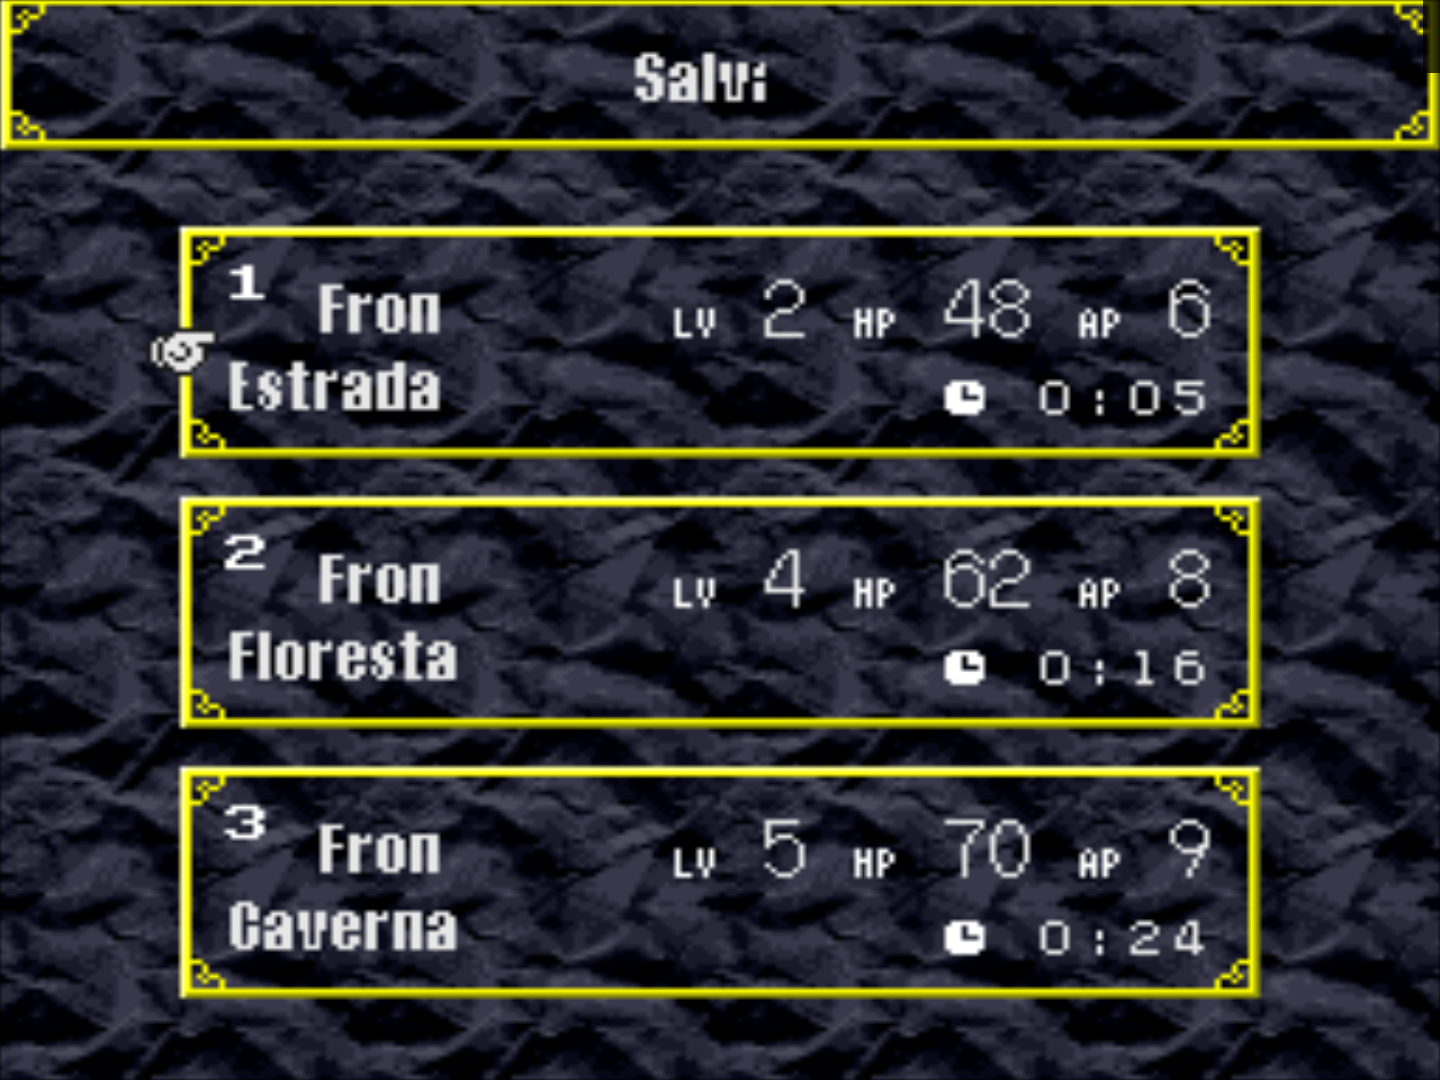 Salvi
1 Fron LV 2 HP 48 AP 6
Estrada 0:05
2 Fron LV 4 HP 62 AP 8
Floresta 0:16
3 Fron LV 5 HP 70 AP 9
Caverna 0:24